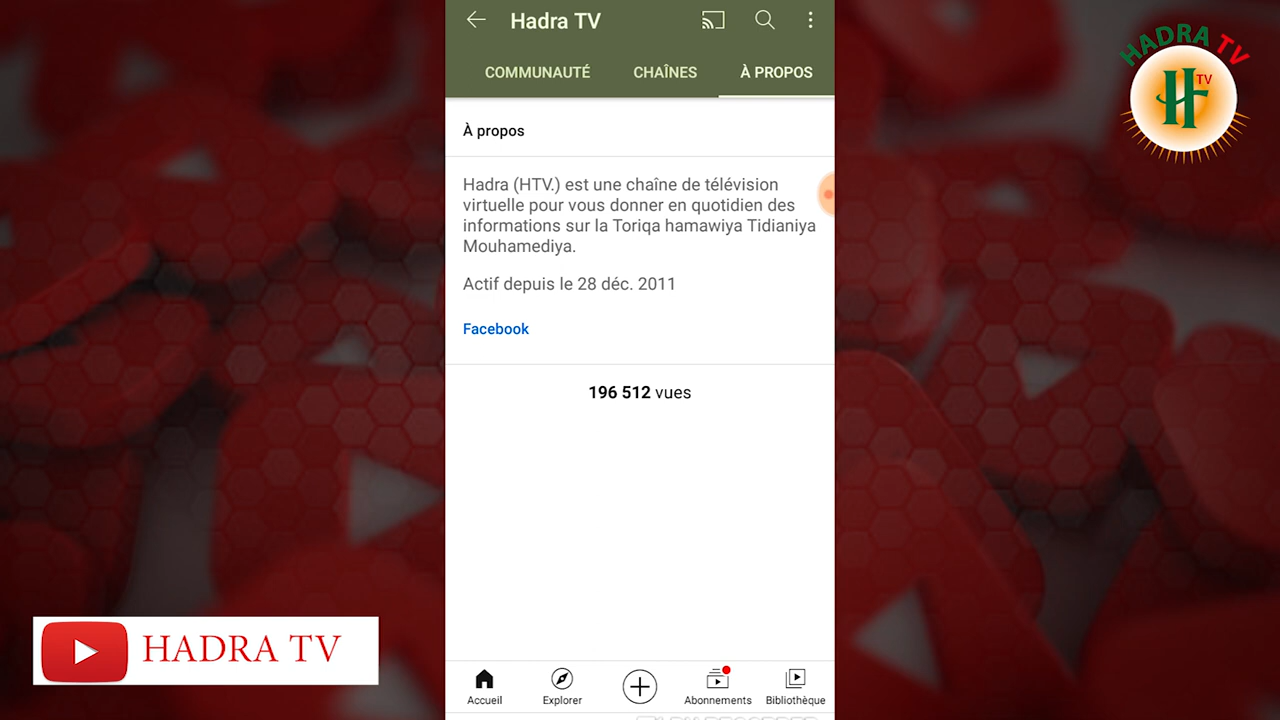 Hadra TV
COMMUNAUTÉ CHAÎNES À PROPOS
À propos
Hadra (HTV.) est une chaîne de télévision
virtuelle pour vous donner en quotidien des
informations sur la Toriqa hamawiya Tidianiya
Mouhamediya.
Actif depuis le 28 déc. 2011
Facebook
196 512 vues
Accueil Explorer Abonnements Bibliothèque
HADRA TV
H TV
HADRA TV